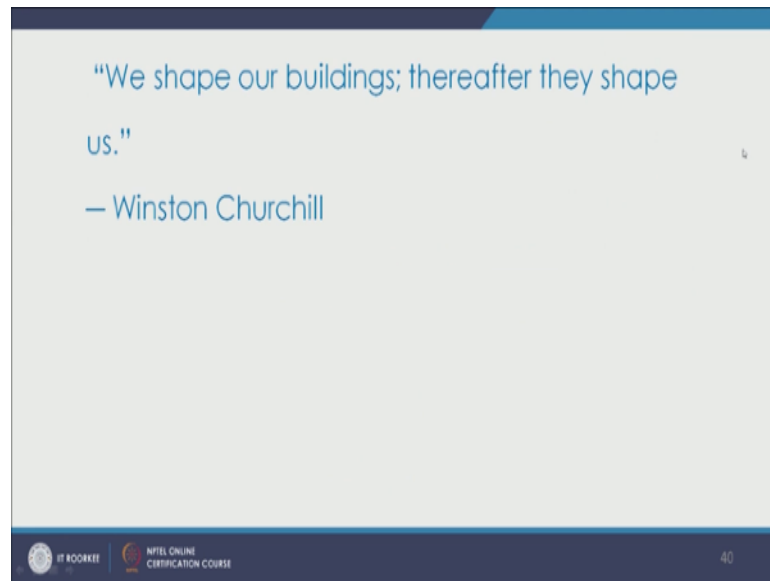 “We shape our buildings; thereafter they shape
us.”
— Winston Churchill
IIT ROORKEE
NPTEL ONLINE
CERTIFICATION COURSE
40